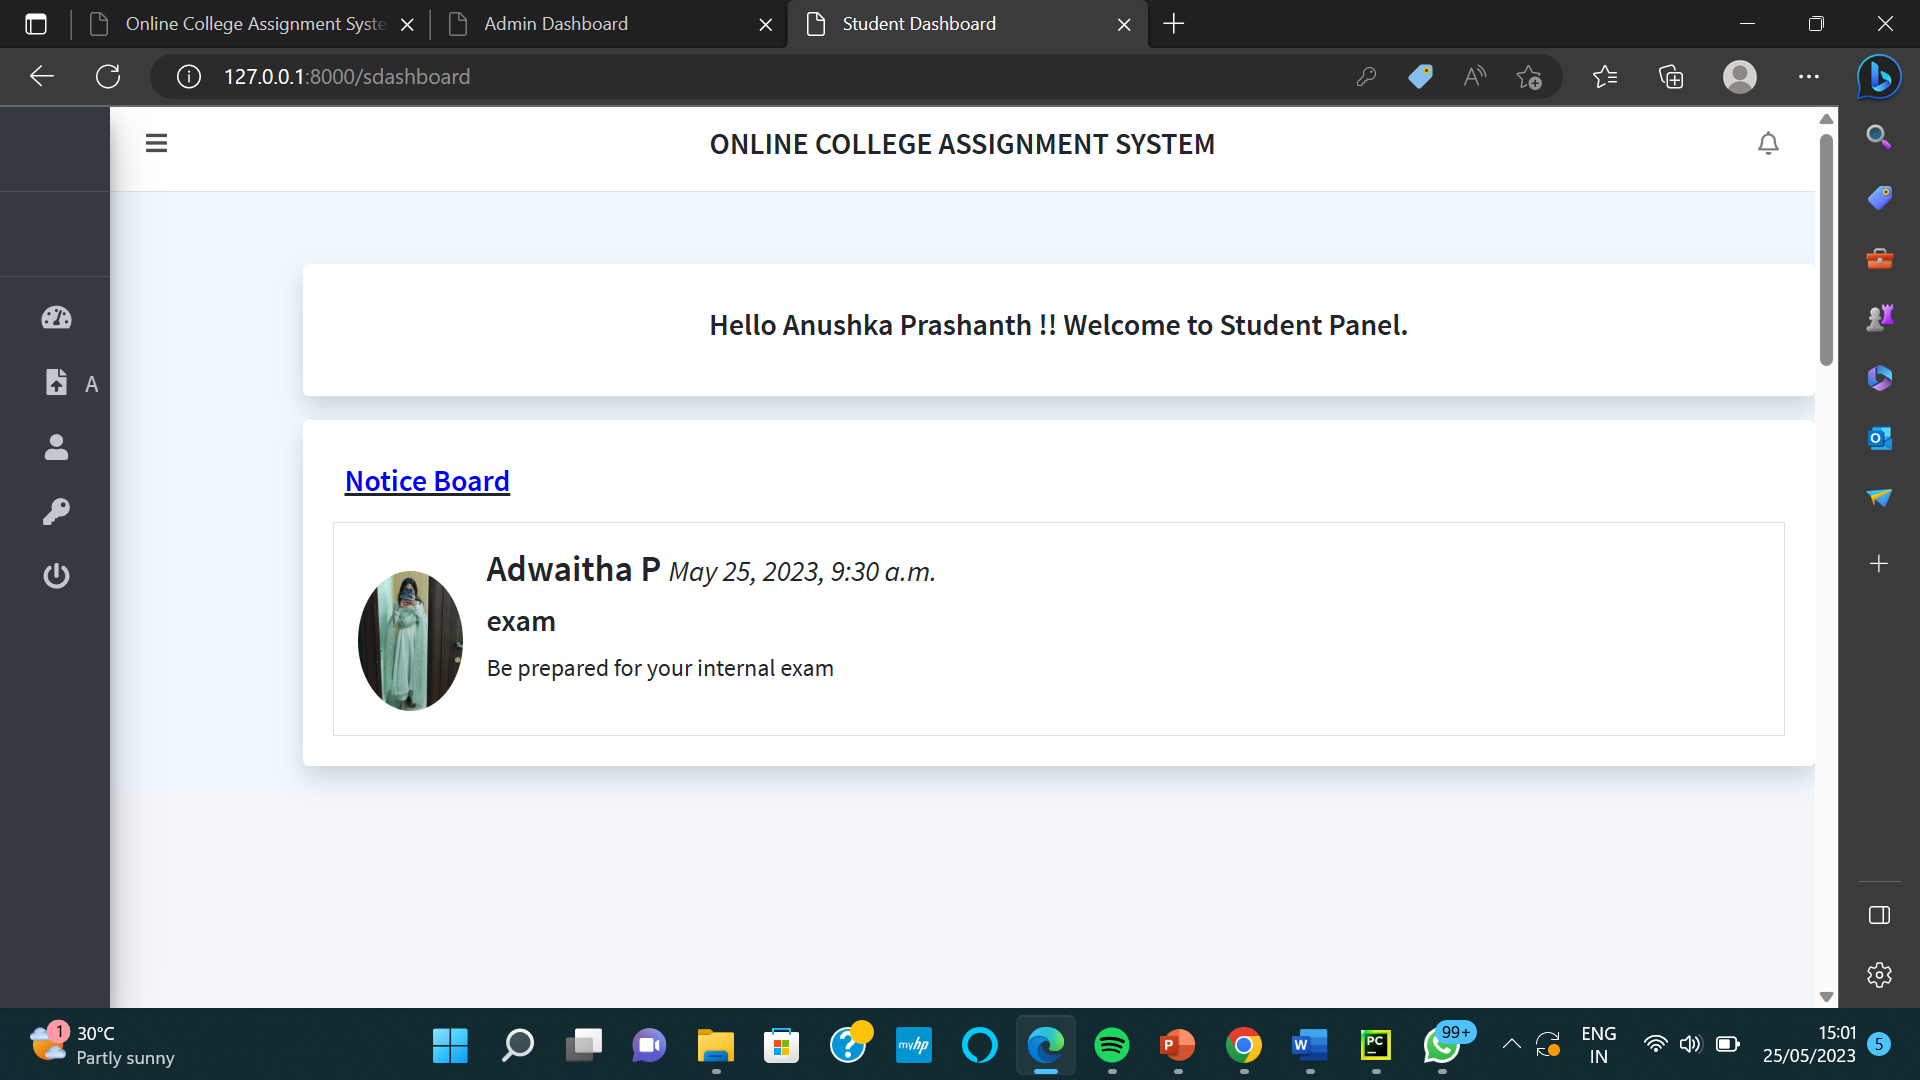 Online College Assignment Syste
Admin Dashboard
Student Dashboard
127.0.0.1:8000/sdashboard
ONLINE COLLEGE ASSIGNMENT SYSTEM
Hello Anushka Prashanth !! Welcome to Student Panel.
A
Notice Board
Adwaitha P May 25, 2023, 9:30 a.m.
exam
Be prepared for your internal exam
1
30°C
Partly sunny
myhp
P
W
PC
99+
ENG
IN
15:01
25/05/2023
5